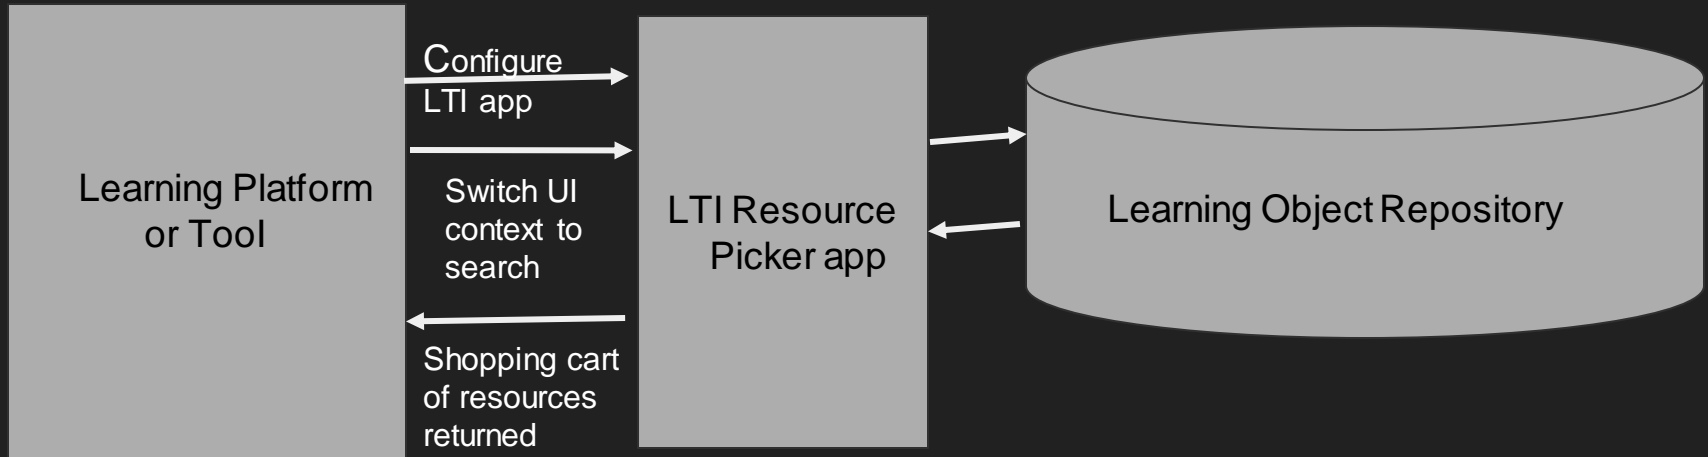 Configure
LTI app
Learning Platform
or Tool
Switch UI
context to
search
Shopping cart
of resources
returned
LTI Resource
Picker app
Learning Object Repository